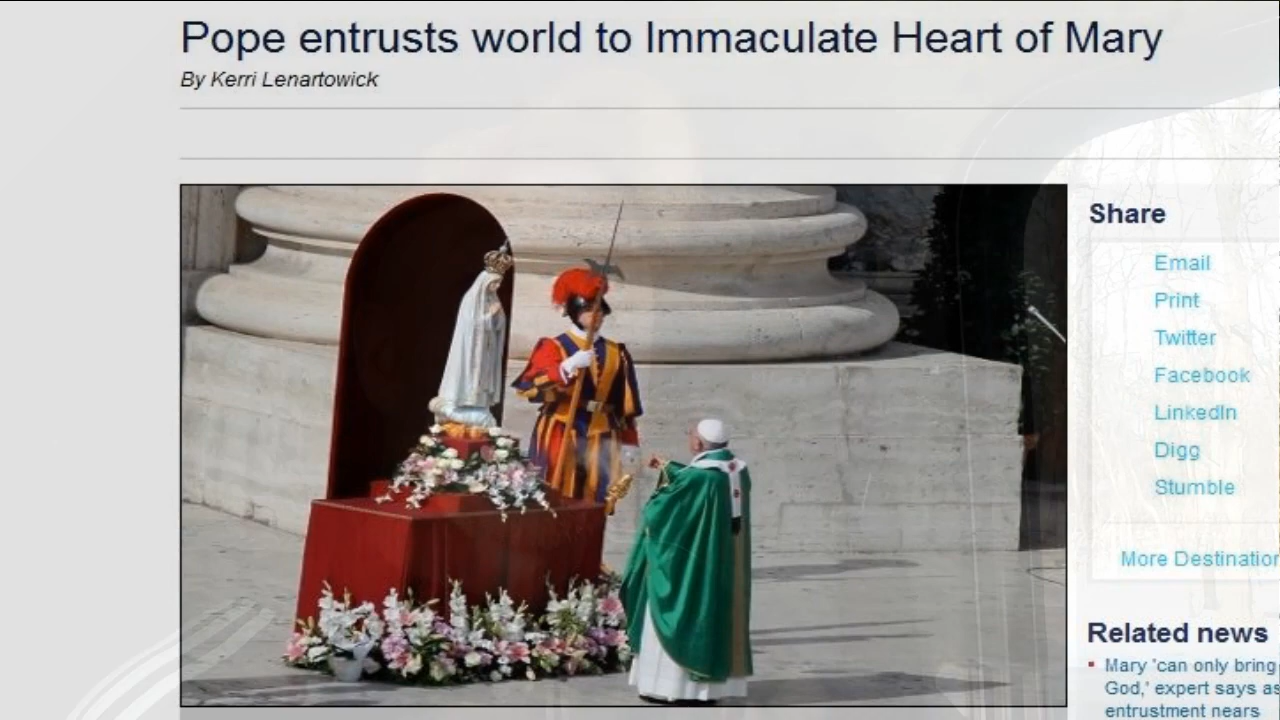 Pope entrusts world to Immaculate Heart of Mary
By Kerri Lenartowick
Share
Email
Print
Twitter
Facebook
LinkedIn
Digg
Stumble
More Destination
Related news
Mary 'can only bring
God,' expert says as
entrustment nears